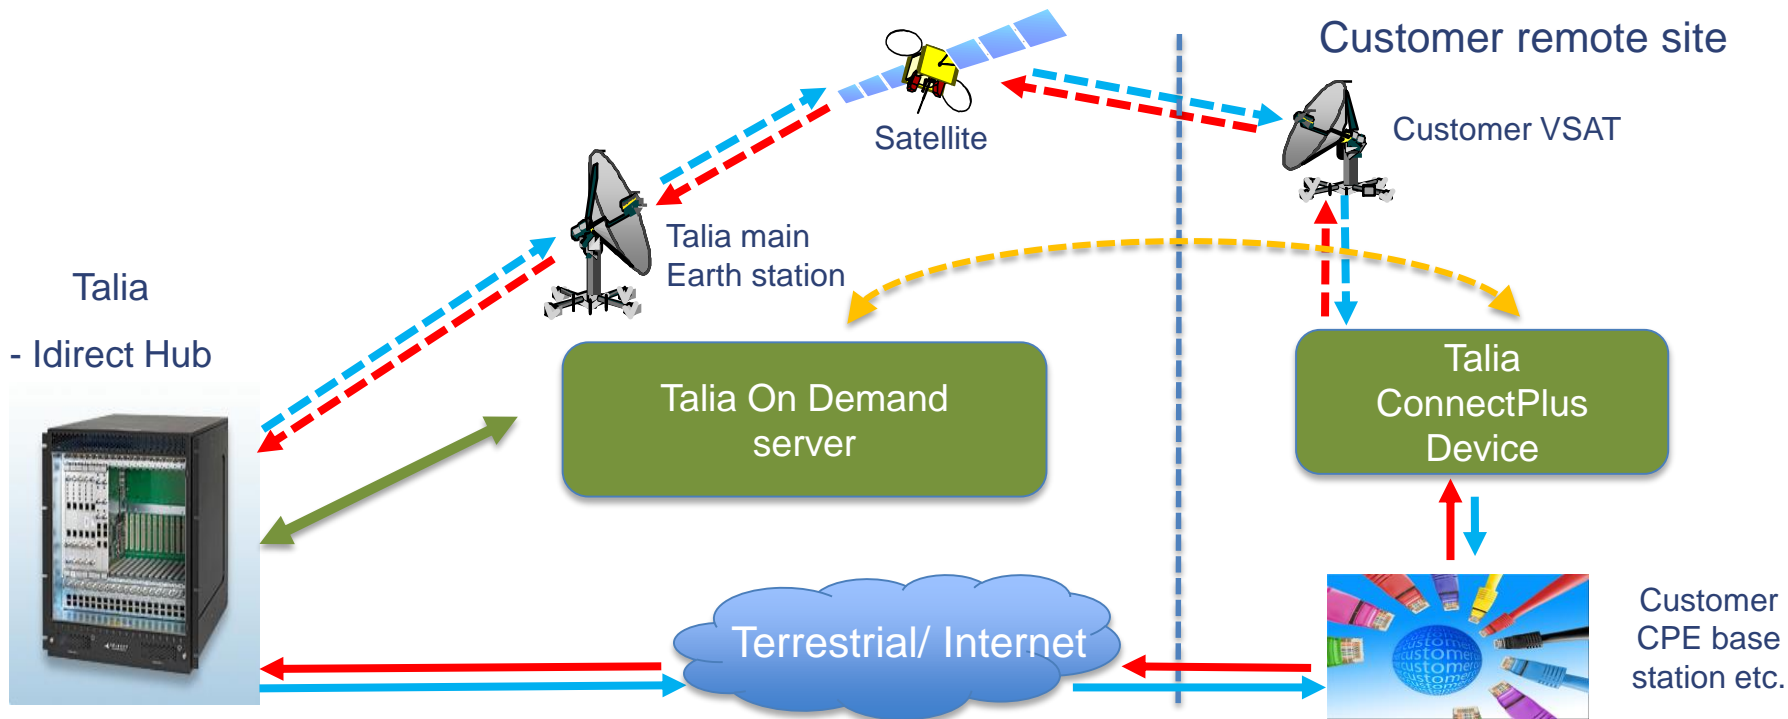 Customer remote site
Satellite
Customer VSAT
Talia main
Earth station
Talia
- Idirect Hub
Talia On Demand
server
Talia
ConnectPlus
Device
Terrestrial/ Internet
customer
Customer
CPE base
station etc.